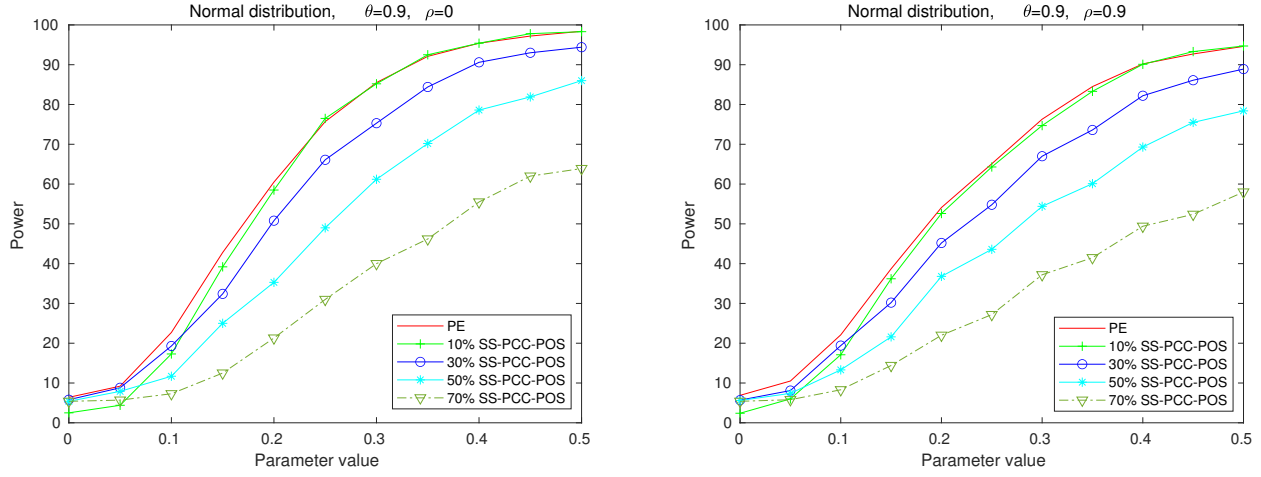 Normal distribution, θ=0.9, ρ=0
100
90
80
70
60
50
40
30
20
10
0
Power
0 0.1 0.2 0.3 0.4 0.5
Parameter value
PE
10% SS-PCC-POS
30% SS-PCC-POS
50% SS-PCC-POS
70% SS-PCC-POS
Normal distribution, θ=0.9, ρ=0.9
100
90
80
70
60
50
40
30
20
10
0
Power
0 0.1 0.2 0.3 0.4 0.5
Parameter value
PE
10% SS-PCC-POS
30% SS-PCC-POS
50% SS-PCC-POS
70% SS-PCC-POS